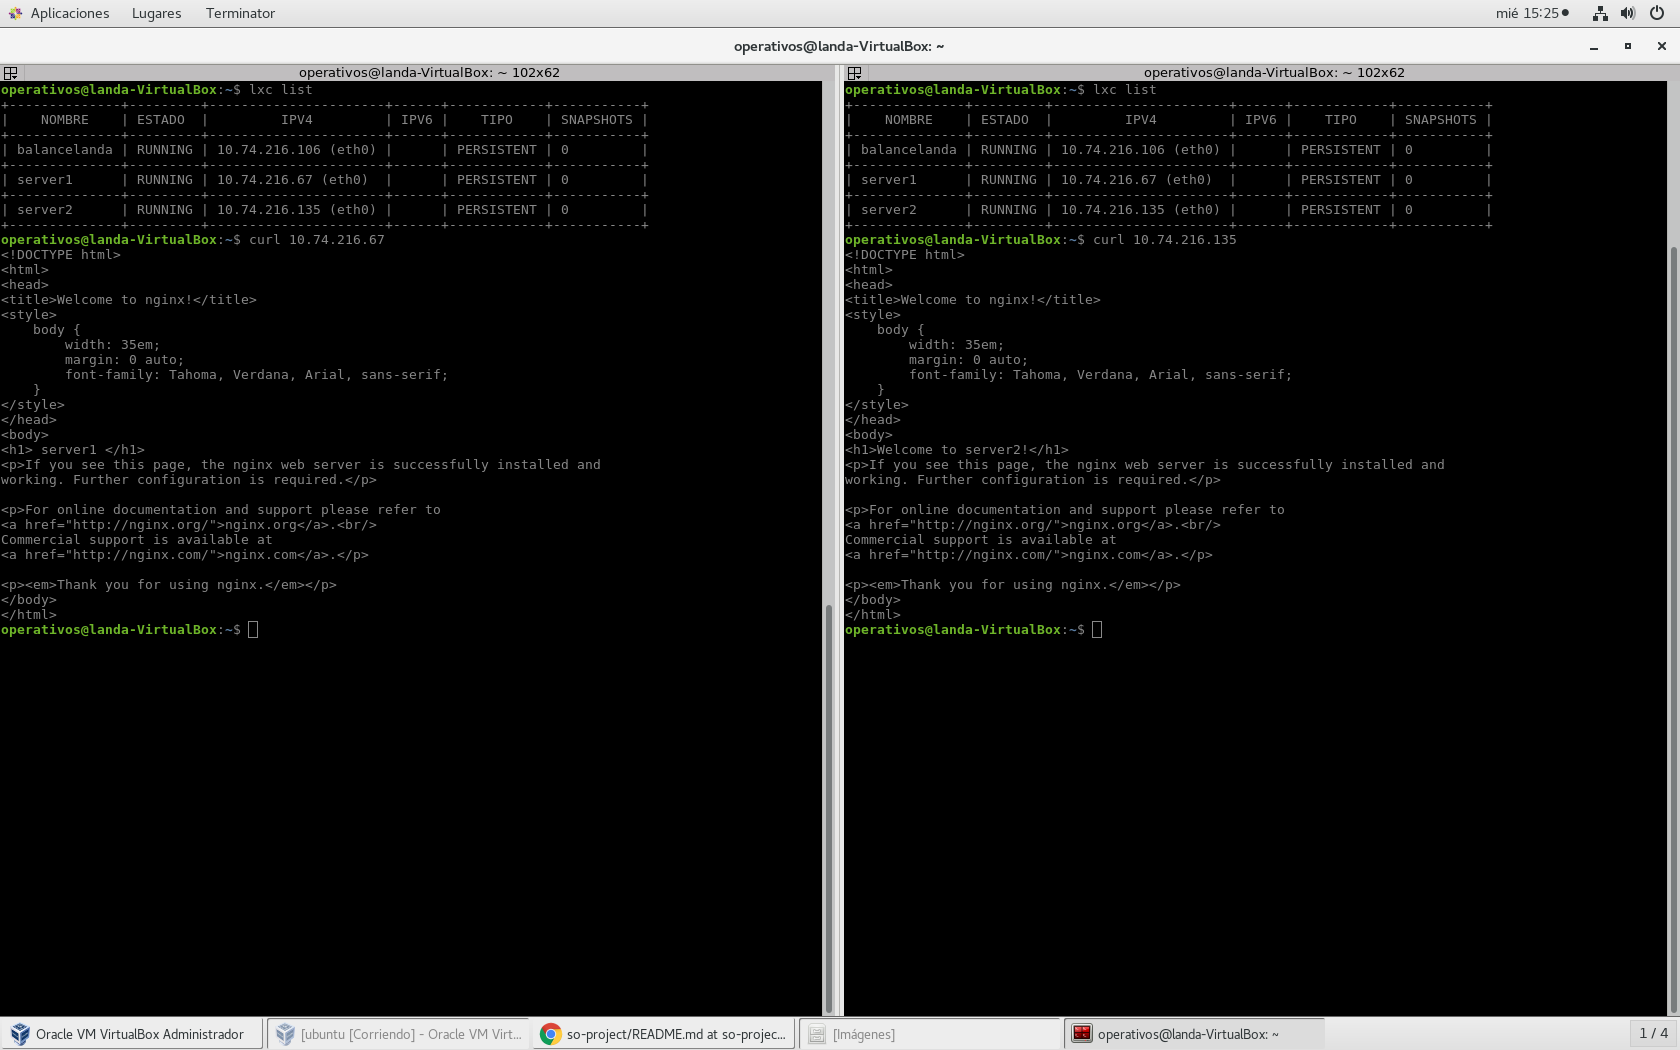 Aplicaciones Lugares Terminator mié 15:25
operativos@landa-VirtualBox: ~
operativos@landa-VirtualBox: ~ 102x62
operativos@landa-VirtualBox:~$ lxc list
+--------------+---------+----------------------+------+------------+-----------+
|    NOMBRE    | ESTADO  |         IPV4         | IPV6 |    TIPO    | SNAPSHOTS |
+--------------+---------+----------------------+------+------------+-----------+
| balancelanda | RUNNING | 10.74.216.106 (eth0) |      | PERSISTENT | 0         |
+--------------+---------+----------------------+------+------------+-----------+
| server1      | RUNNING | 10.74.216.67 (eth0)  |      | PERSISTENT | 0         |
+--------------+---------+----------------------+------+------------+-----------+
| server2      | RUNNING | 10.74.216.135 (eth0) |      | PERSISTENT | 0         |
+--------------+---------+----------------------+------+------------+-----------+
operativos@landa-VirtualBox:~$ curl 10.74.216.67
<!DOCTYPE html>
<html>
<head>
<title>Welcome to nginx!</title>
<style>
    body {
        width: 35em;
        margin: 0 auto;
        font-family: Tahoma, Verdana, Arial, sans-serif;
    }
</style>
</head>
<body>
<h1> server1 </h1>
<p>If you see this page, the nginx web server is successfully installed and
working. Further configuration is required.</p>

<p>For online documentation and support please refer to
<a href="http://nginx.org/">nginx.org</a>.<br/>
Commercial support is available at
<a href="http://nginx.com/">nginx.com</a>.</p>

<p><em>Thank you for using nginx.</em></p>
</body>
</html>
operativos@landa-VirtualBox:~$
operativos@landa-VirtualBox: ~ 102x62
operativos@landa-VirtualBox:~$ lxc list
+--------------+---------+----------------------+------+------------+-----------+
|    NOMBRE    | ESTADO  |         IPV4         | IPV6 |    TIPO    | SNAPSHOTS |
+--------------+---------+----------------------+------+------------+-----------+
| balancelanda | RUNNING | 10.74.216.106 (eth0) |      | PERSISTENT | 0         |
+--------------+---------+----------------------+------+------------+-----------+
| server1      | RUNNING | 10.74.216.67 (eth0)  |      | PERSISTENT | 0         |
+--------------+---------+----------------------+------+------------+-----------+
| server2      | RUNNING | 10.74.216.135 (eth0) |      | PERSISTENT | 0         |
+--------------+---------+----------------------+------+------------+-----------+
operativos@landa-VirtualBox:~$ curl 10.74.216.135
<!DOCTYPE html>
<html>
<head>
<title>Welcome to nginx!</title>
<style>
    body {
        width: 35em;
        margin: 0 auto;
        font-family: Tahoma, Verdana, Arial, sans-serif;
    }
</style>
</head>
<body>
<h1>Welcome to server2!</h1>
<p>If you see this page, the nginx web server is successfully installed and
working. Further configuration is required.</p>

<p>For online documentation and support please refer to
<a href="http://nginx.org/">nginx.org</a>.<br/>
Commercial support is available at
<a href="http://nginx.com/">nginx.com</a>.</p>

<p><em>Thank you for using nginx.</em></p>
</body>
</html>
operativos@landa-VirtualBox:~$
Oracle VM VirtualBox Administrador
[ubuntu [Corriendo] - Oracle VM Virt...
so-project/README.md at so-projec...
[Imágenes]
operativos@landa-VirtualBox: ~
1 / 4